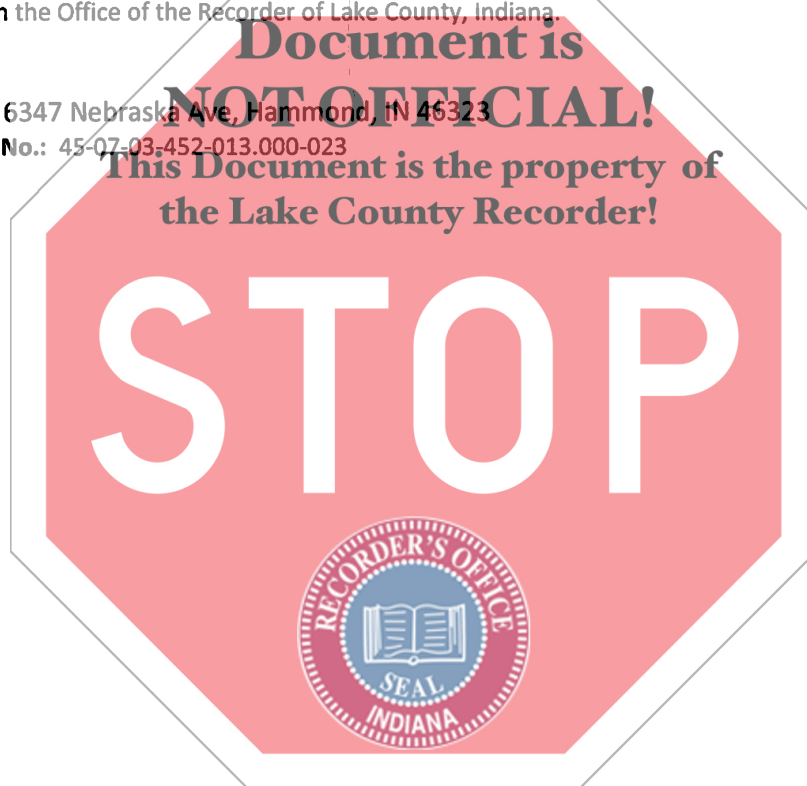 n the Office of the Recorder of Lake County, Indiana.
Document is
6347 Nebraska Ave, Hammond, IN 46323
NOT OFFICIAL!
No.: 45-07-03-452-013.000-023
This Document is the property of
the Lake County Recorder!
STOP
RECORDER'S OFFICE
SEAL
INDIANA